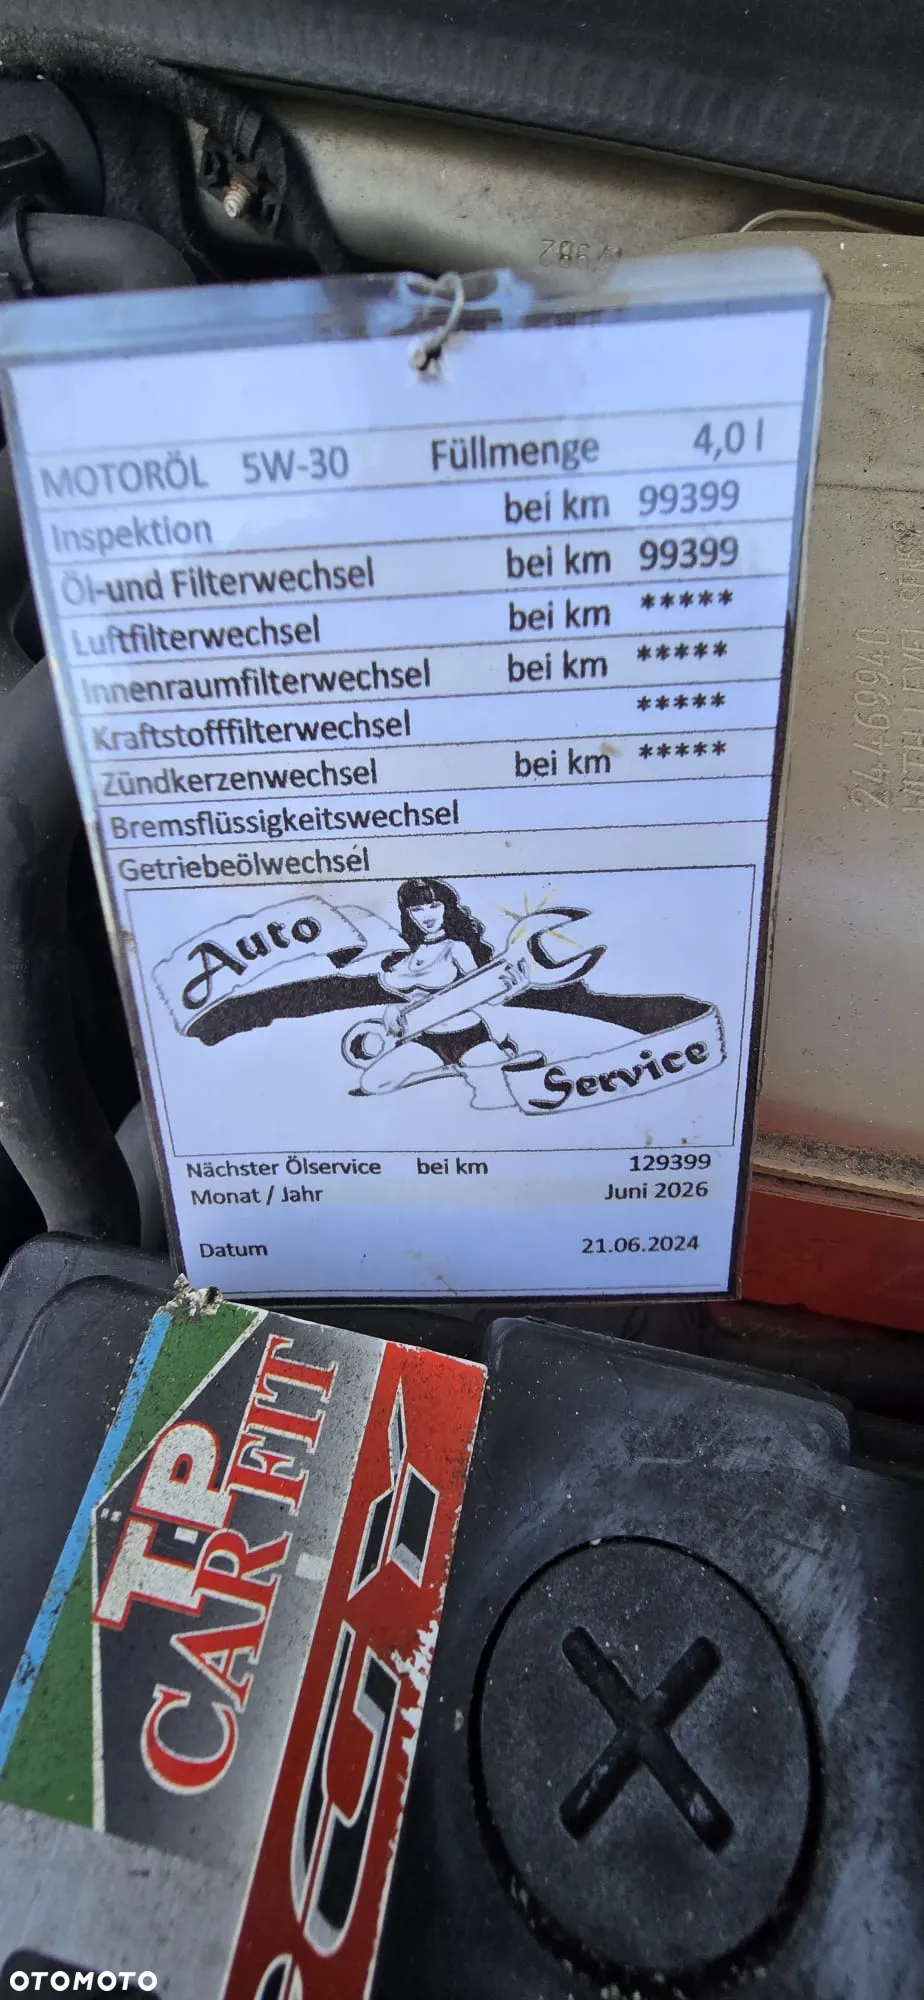 MOTORÖL 5W-30 Füllmenge 4,0 l
Inspektion bei km 99399
Öl-und Filterwechsel bei km 99399
Luftfilterwechsel bei km *****
Innenraumfilterwechsel bei km *****
Kraftstofffilterwechsel *****
Zündkerzenwechsel bei km *****
Bremsflüssigkeitswechsel
Getriebeölwechsel
Auto
Service
Nächster Ölservice bei km 129399
Monat / Jahr Juni 2026
Datum 21.06.2024
T-P
CAR FIT
24469940
OTOMOTO